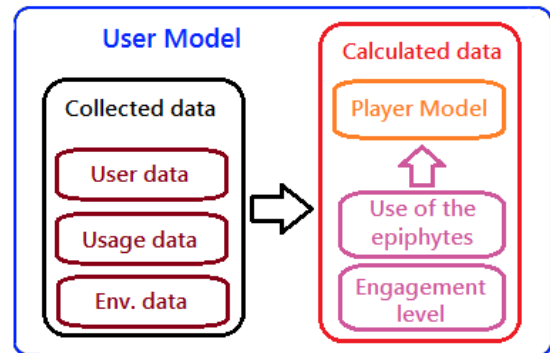 User Model
Collected data
User data
Usage data
Env. data
Calculated data
Player Model
Use of the
epiphytes
Engagement
level